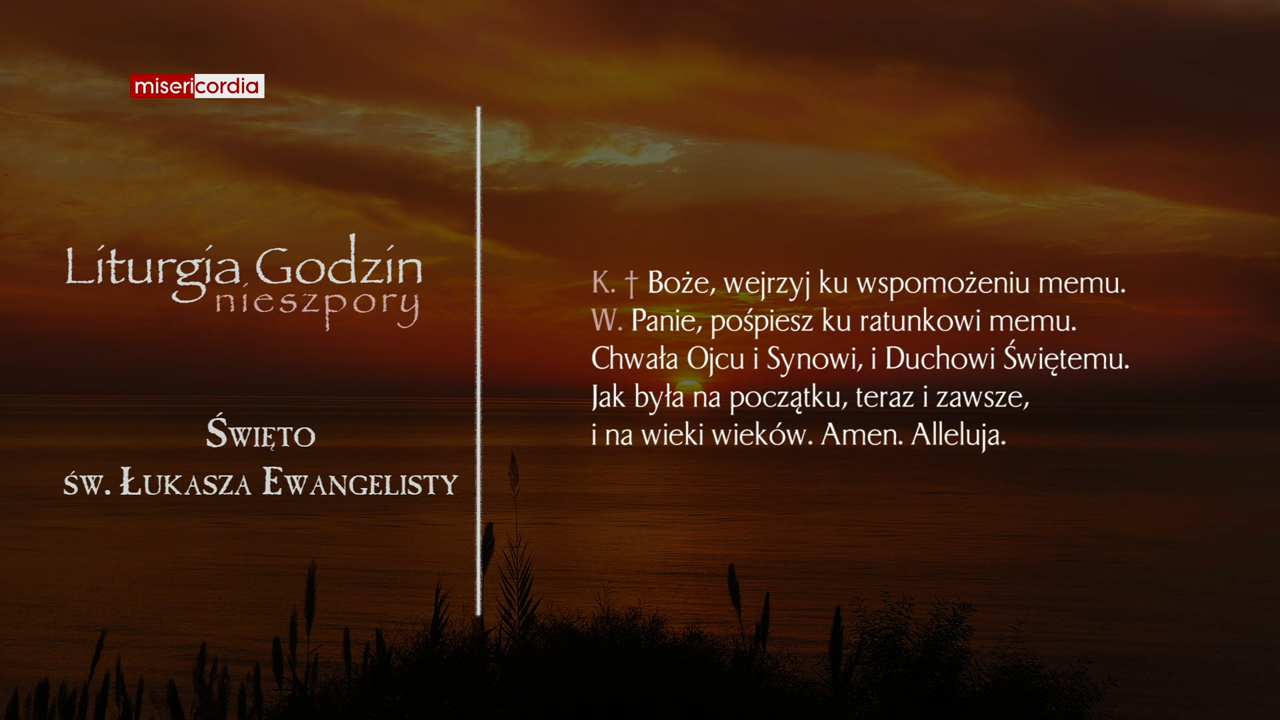 misericordia
Liturgia Godzin
nieszpory
Święto
św. Łukasza Ewangelisty
K. † Boże, wejrzyj ku wspomożeniu memu.
W. Panie, pośpiesz ku ratunkowi memu.
Chwała Ojcu i Synowi, i Duchowi Świętemu.
Jak była na początku, teraz i zawsze,
i na wieki wieków. Amen. Alleluja.